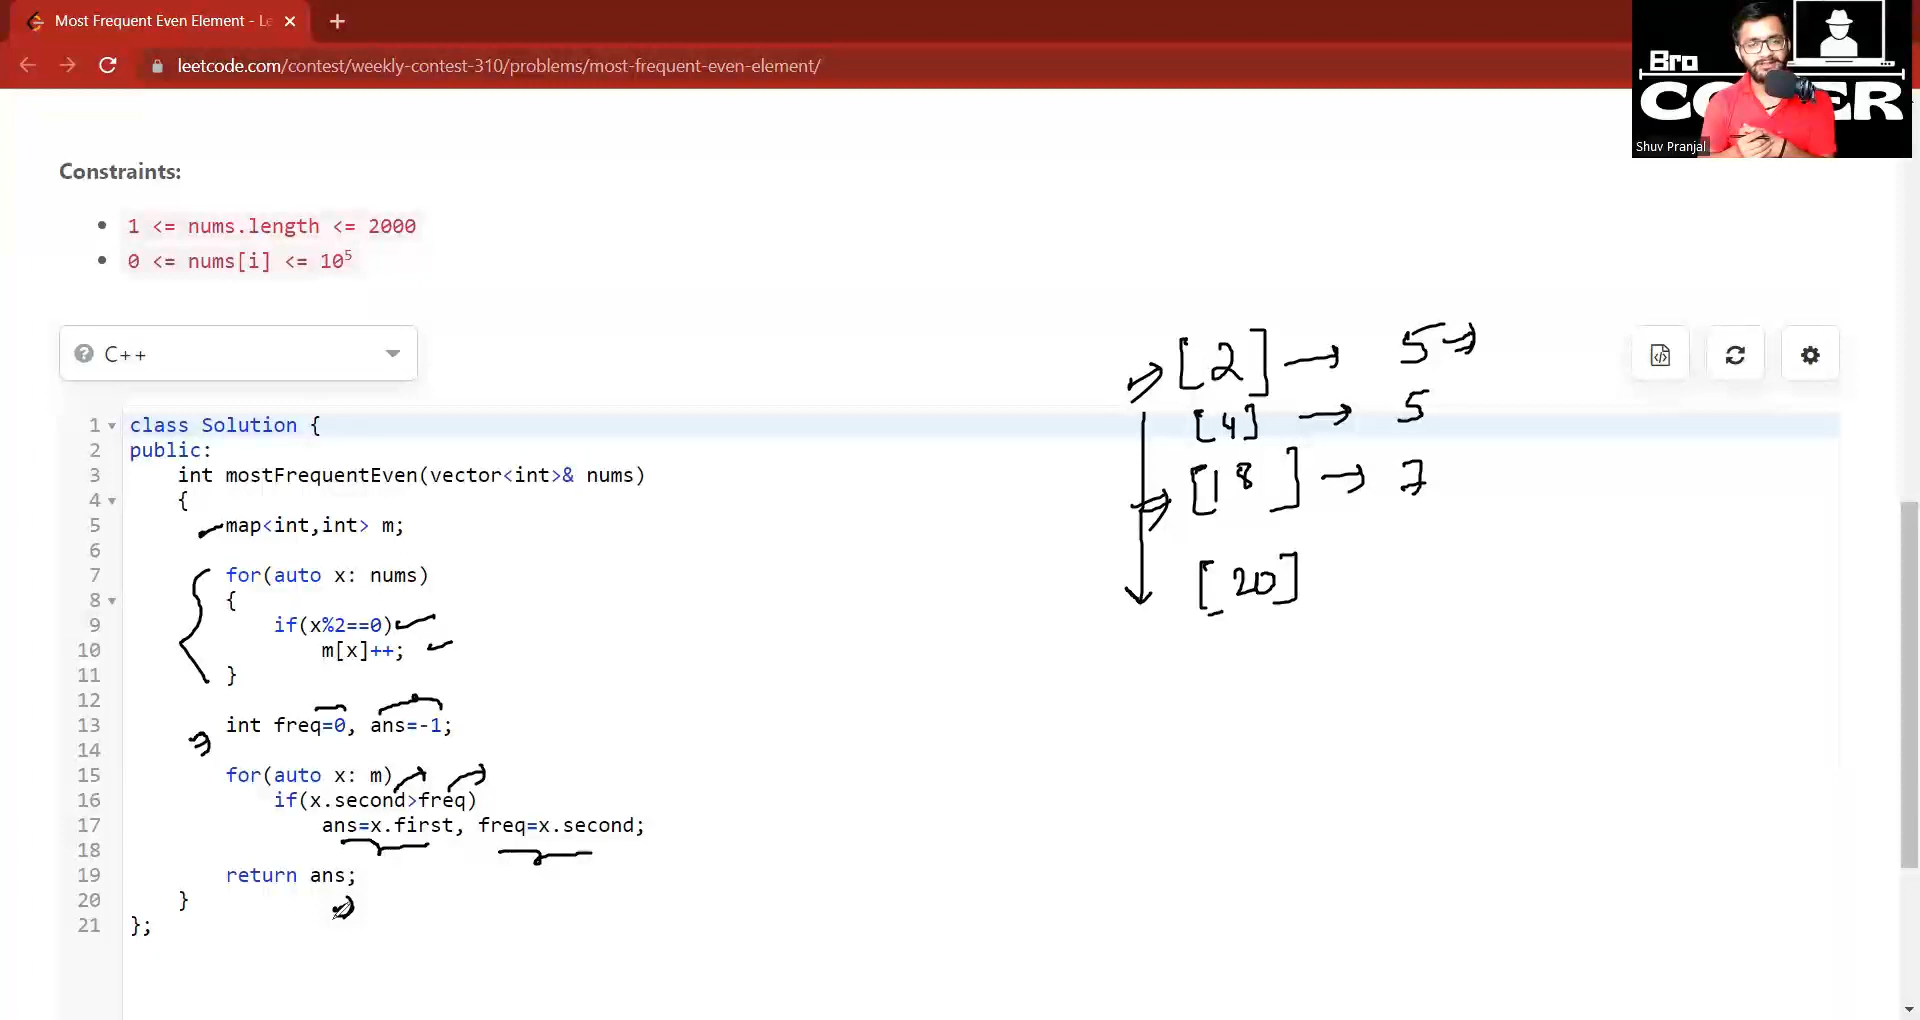 Most Frequent Even Element - Le
leetcode.com/contest/weekly-contest-310/problems/most-frequent-even-element/
Bro
CODER
Shuv Pranjal
Constraints:
1 <= nums.length <= 2000
0 <= nums[i] <= 10⁵
C++
[2] → 5 →
[4] → 5
[18] → 7
[20]
1 class Solution {
2 public:
3 int mostFrequentEven(vector<int>& nums)
4 {
5 map<int,int> m;
6
7 for(auto x: nums)
8 {
9 if(x%2==0)
10 m[x]++;
11 }
12
13 int freq=0, ans=-1;
14
15 for(auto x: m)
16 if(x.second>freq)
17 ans=x.first, freq=x.second;
18
19 return ans;
20 }
21 };